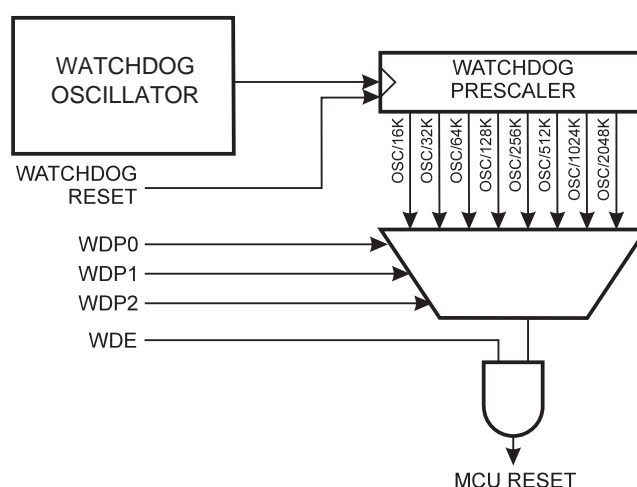 WATCHDOG
OSCILLATOR
WATCHDOG
PRESCALER
OSC/16K
OSC/32K
OSC/64K
OSC/128K
OSC/256K
OSC/512K
OSC/1024K
OSC/2048K
WATCHDOG
RESET
WDP0
WDP1
WDP2
WDE
MCU RESET